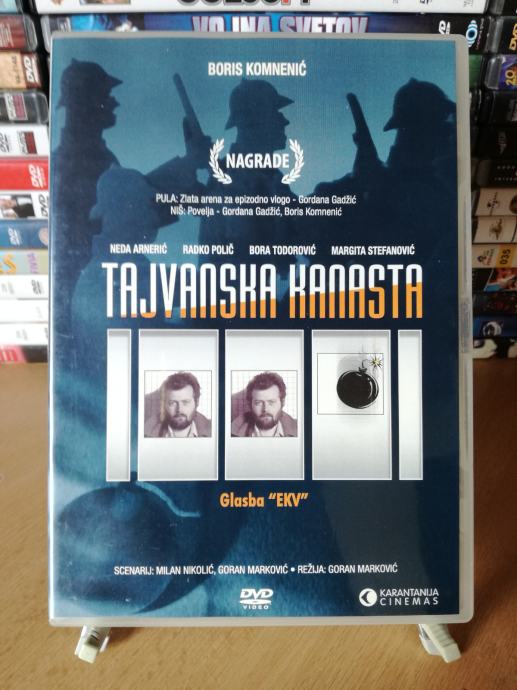 VOJNA SVETOV
BORIS KOMNENIĆ
NAGRADE
PULA: Zlata arena za epizodno vlogo - Gordana Gadžić
NIŠ: Povelja - Gordana Gadžić, Boris Komnenić
NEDA ARNERIĆ RADKO POLIČ BORA TODOROVIĆ MARGITA STEFANOVIĆ
TAJVANSKA KANASTA
Glasba "EKV"
SCENARIJ: MILAN NIKOLIĆ, GORAN MARKOVIĆ • REŽIJA: GORAN MARKOVIĆ
DVD
VIDEO
KARANTANIJA
CINEMAS